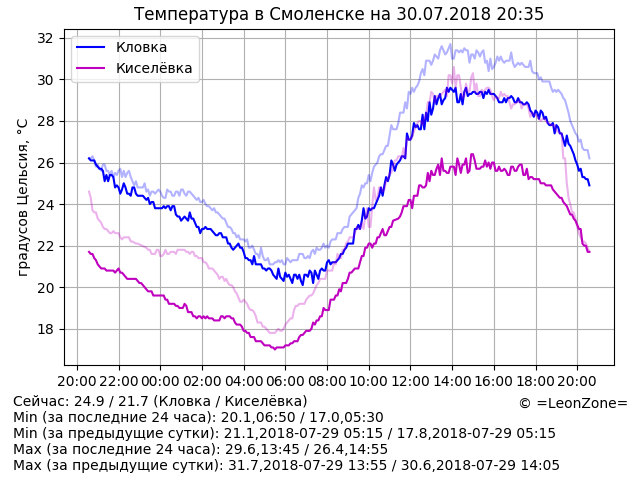 Температура в Смоленске на 30.07.2018 20:35
Кловка
Киселёвка
градусов Цельсия, °C
32
30
28
26
24
22
20
18
20:00 22:00 00:00 02:00 04:00 06:00 08:00 10:00 12:00 14:00 16:00 18:00 20:00
Сейчас: 24.9 / 21.7 (Кловка / Киселёвка)
© =LeonZone=
Min (за последние 24 часа): 20.1,06:50 / 17.0,05:30
Min (за предыдущие сутки): 21.1,2018-07-29 05:15 / 17.8,2018-07-29 05:15
Max (за последние 24 часа): 29.6,13:45 / 26.4,14:55
Max (за предыдущие сутки): 31.7,2018-07-29 13:55 / 30.6,2018-07-29 14:05